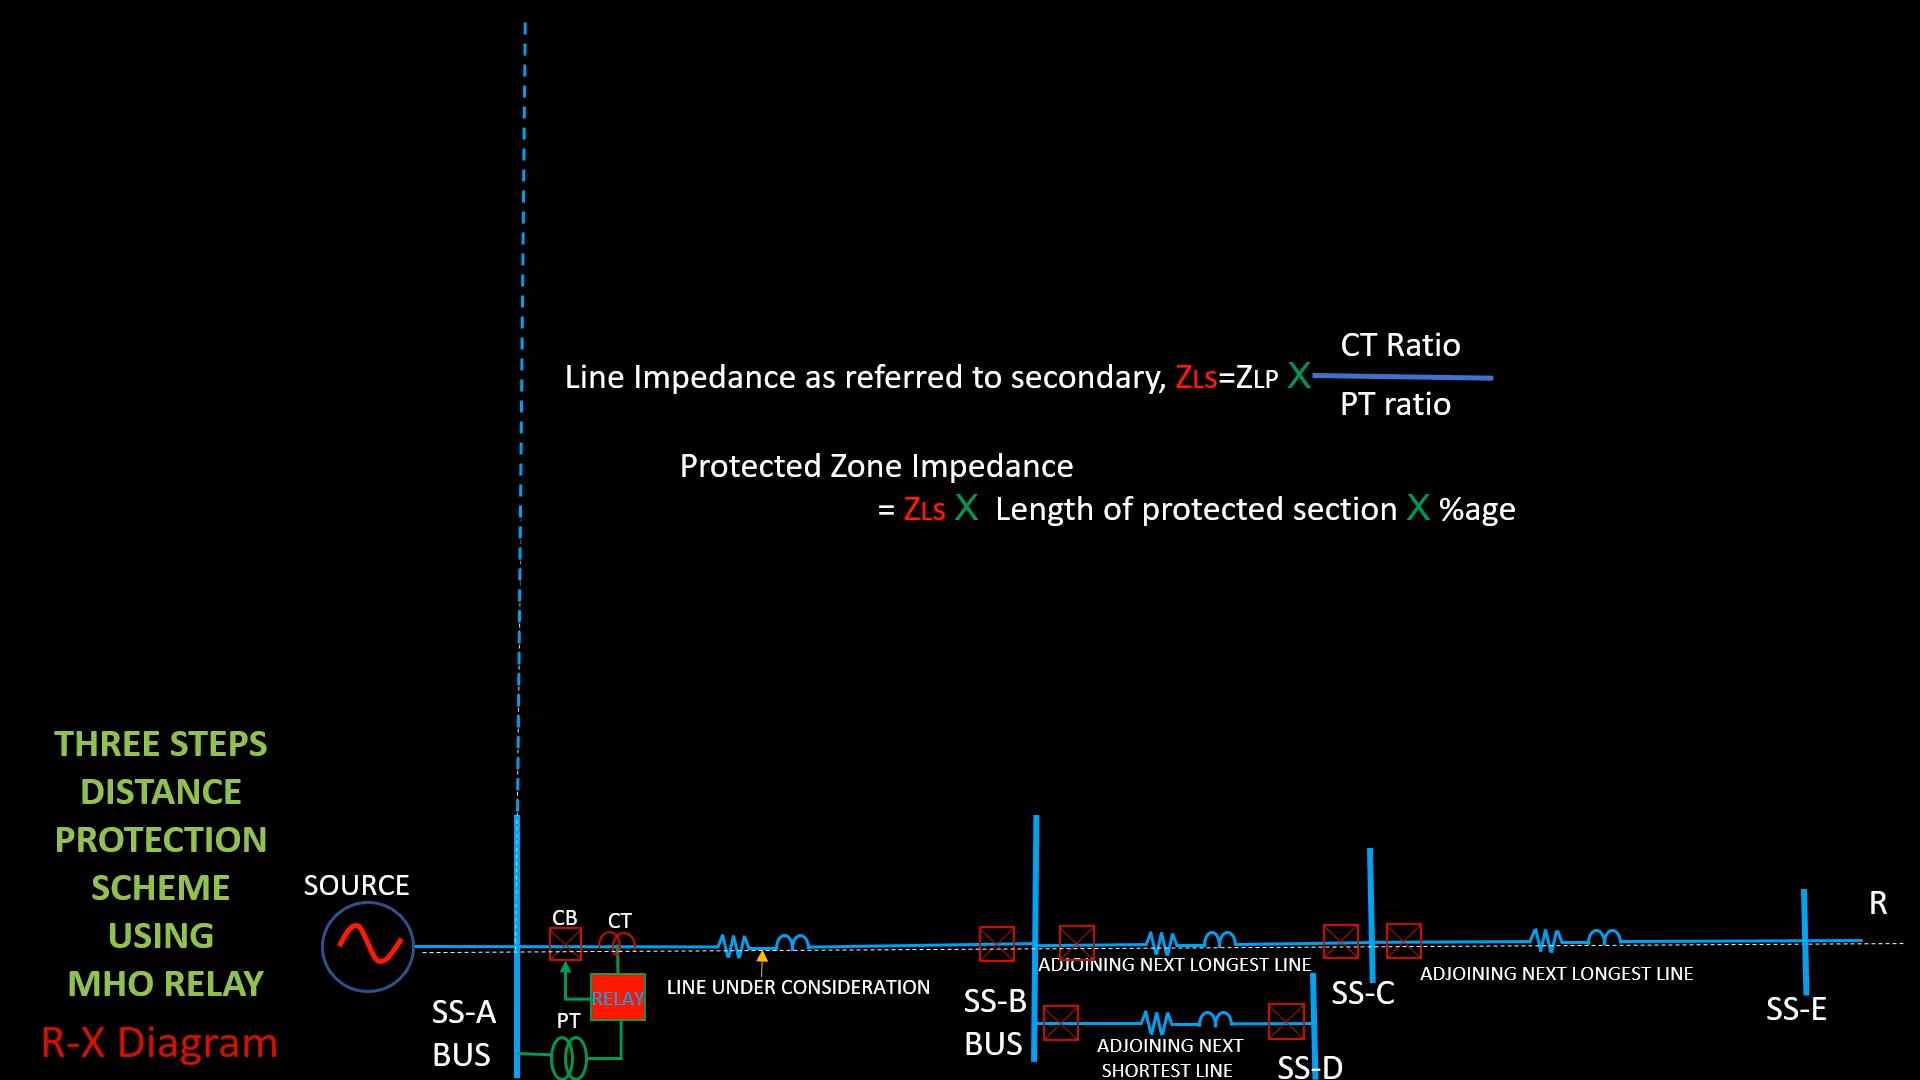 CT Ratio
Line Impedance as referred to secondary, ZLS=ZLP X
PT ratio
Protected Zone Impedance
= ZLS X Length of protected section X %age
THREE STEPS
DISTANCE
PROTECTION
SCHEME
USING
MHO RELAY
R-X Diagram
SOURCE
SS-A
BUS
CB
CT
RELAY
PT
LINE UNDER CONSIDERATION
SS-B
BUS
ADJOINING NEXT LONGEST LINE
ADJOINING NEXT
SHORTEST LINE
SS-C
SS-D
ADJOINING NEXT LONGEST LINE
SS-E
R